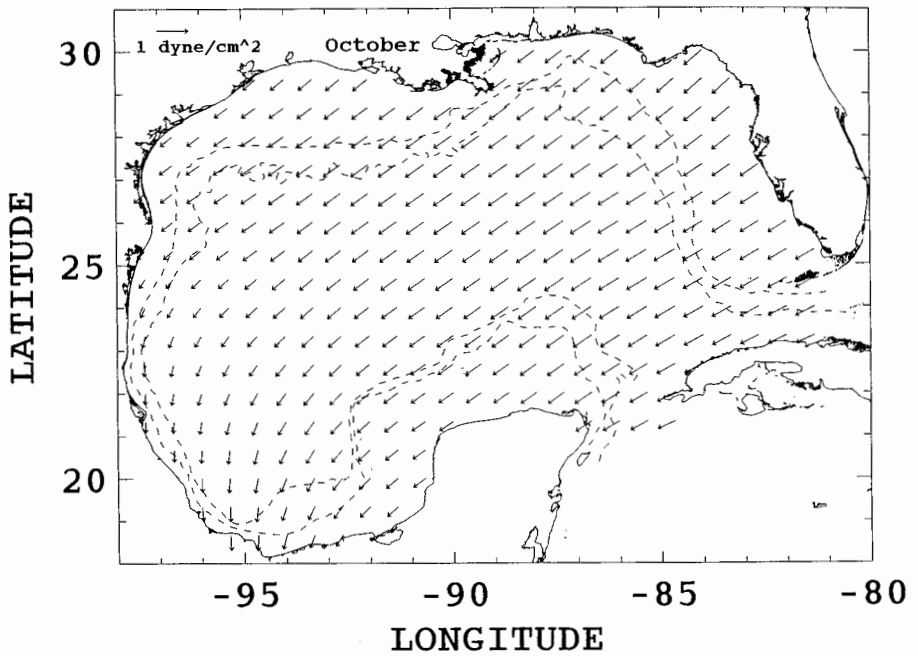 October
1 dyne/cm^2
30
25
20
LATITUDE
-95 -90 -85 -80
LONGITUDE